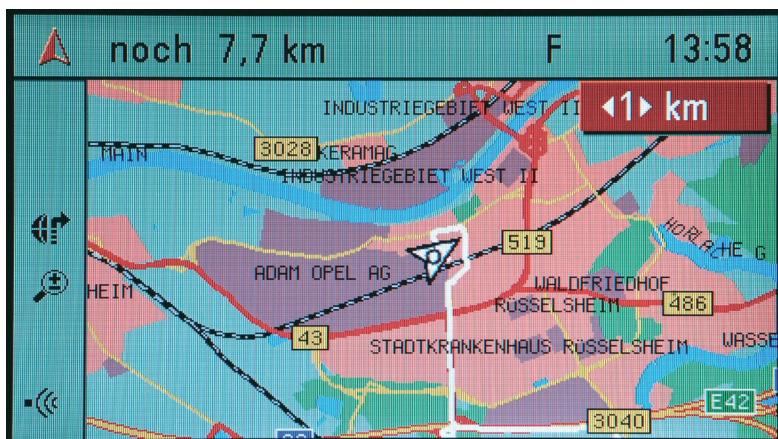 noch 7,7 km F 13:58
INDUSTRIEGEBIET WEST II
◀1▶ km
MAIN
3028
KERAMAG
INDUSTRIEGEBIET WEST II
519
HORLACHE G
ADAM OPEL AG
HEIM
WALDFRIEDHOF
RÜSSELSHEIM
486
43
STADTKRANKENHAUS RÜSSELSHEIM
WASSE
E42
3040